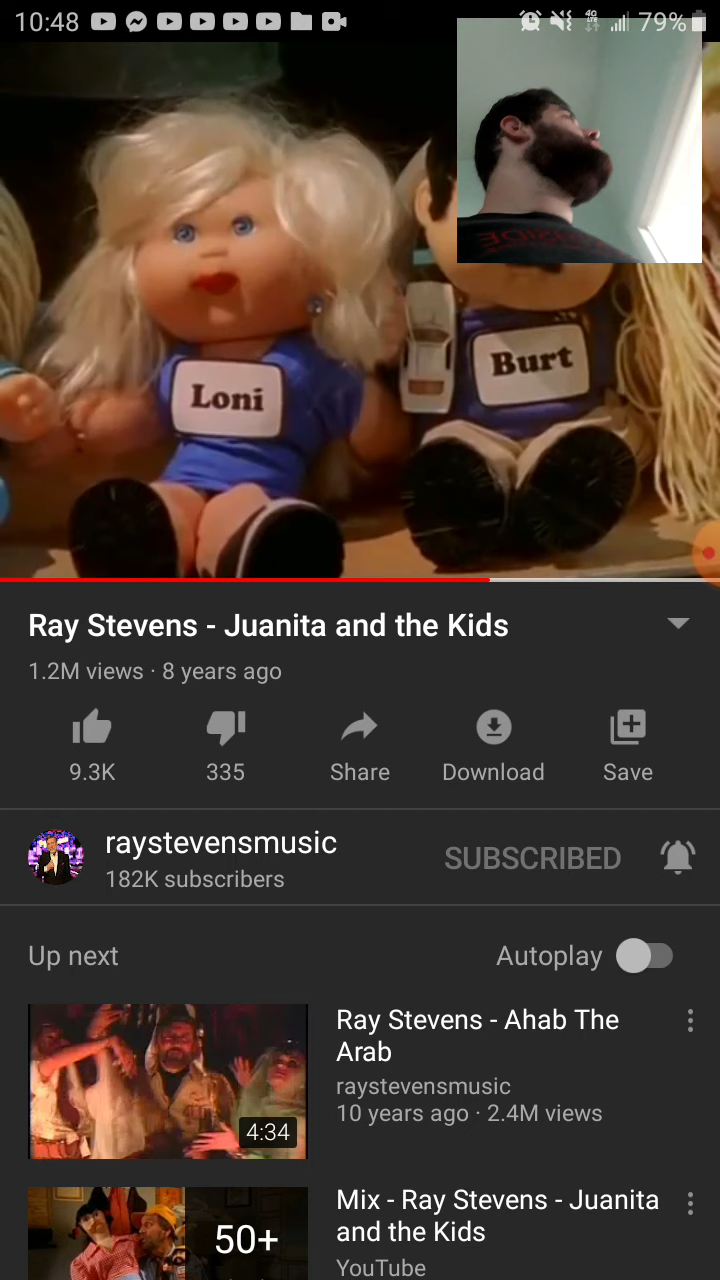 10:48
4G
LTE
79%
Loni
Burt
Ray Stevens - Juanita and the Kids
1.2M views · 8 years ago
9.3K
335
Share
Download
Save
raystevensmusic
182K subscribers
SUBSCRIBED
Up next
Autoplay
Ray Stevens - Ahab The
Arab
raystevensmusic
10 years ago · 2.4M views
4:34
Mix - Ray Stevens - Juanita
and the Kids
YouTube
50+